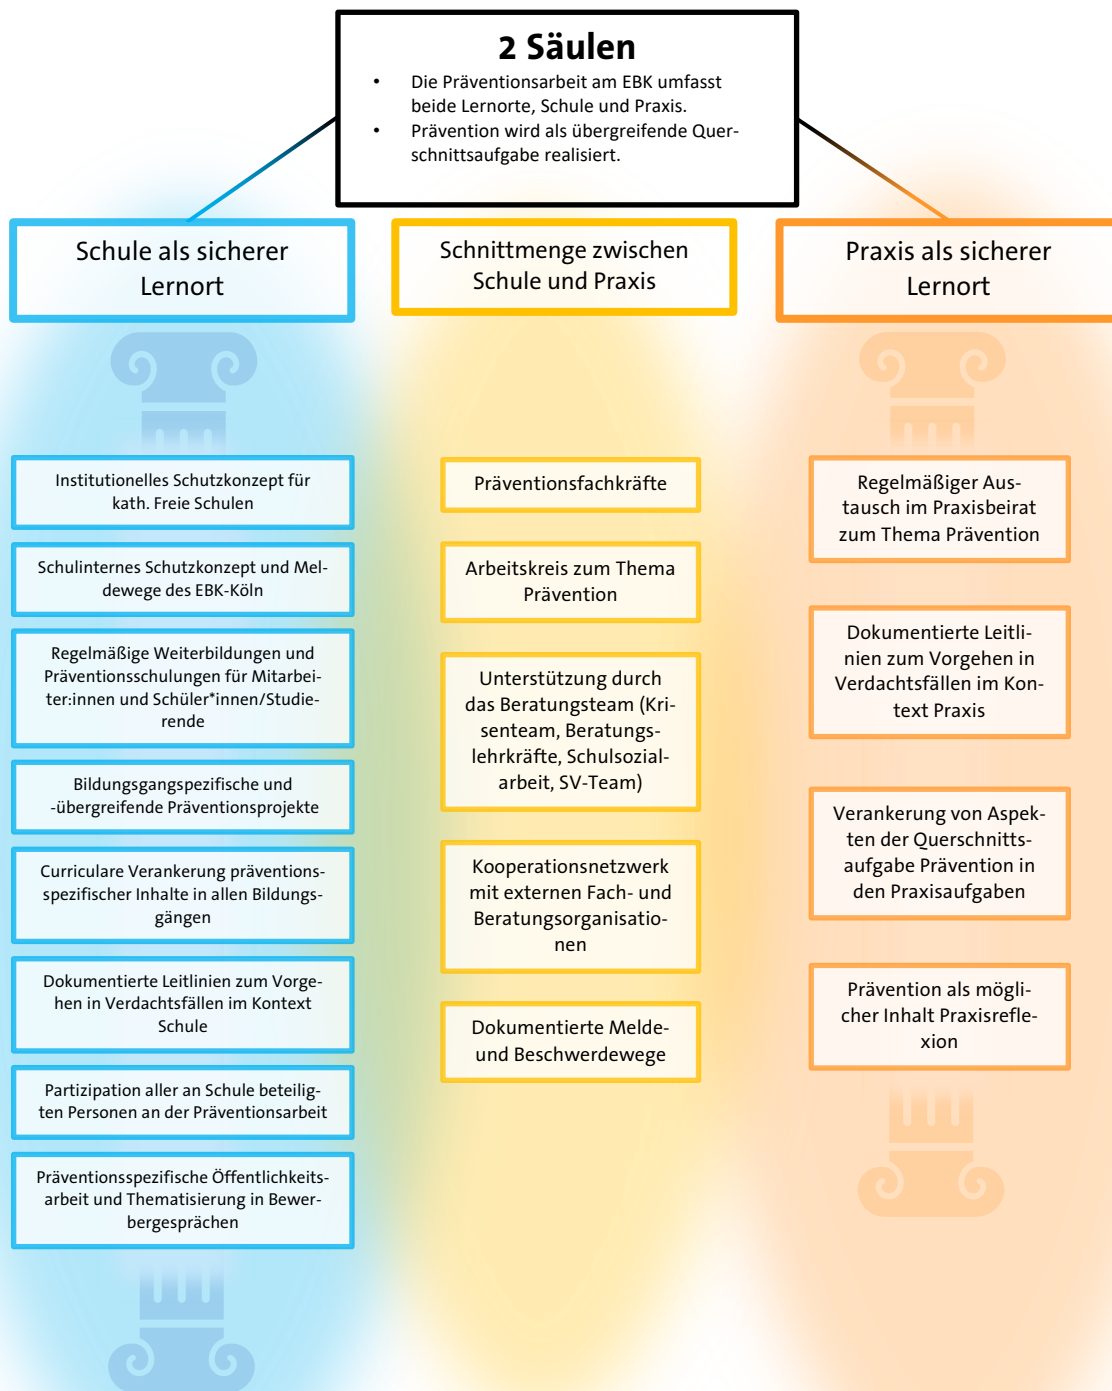 2 Säulen
• Die Präventionsarbeit am EBK umfasst
beide Lernorte, Schule und Praxis.
• Prävention wird als übergreifende Quer-
schnittsaufgabe realisiert.
Schule als sicherer
Lernort
Schnittmenge zwischen
Schule und Praxis
Praxis als sicherer
Lernort
Institutionelles Schutzkonzept für
kath. Freie Schulen
Schulinternes Schutzkonzept und Mel-
dewege des EBK-Köln
Regelmäßige Weiterbildungen und
Präventionsschulungen für Mitarbei-
ter:innen und Schüler*innen/Studie-
rende
Bildungsgangspezifische und
-übergreifende Präventionsprojekte
Curriculare Verankerung präventions-
spezifischer Inhalte in allen Bildungs-
gängen
Dokumentierte Leitlinien zum Vorge-
hen in Verdachtsfällen im Kontext
Schule
Partizipation aller an Schule beteilig-
ten Personen an der Präventionsarbeit
Präventionsspezifische Öffentlichkeits-
arbeit und Thematisierung in Bewer-
bergesprächen
Präventionsfachkräfte
Arbeitskreis zum Thema
Prävention
Unterstützung durch
das Beratungsteam (Kri-
senteam, Beratungs-
lehrkräfte, Schulsozial-
arbeit, SV-Team)
Kooperationsnetzwerk
mit externen Fach- und
Beratungsorganisatio-
nen
Dokumentierte Melde-
und Beschwerdewege
Regelmäßiger Aus-
tausch im Praxisbeirat
zum Thema Prävention
Dokumentierte Leitli-
nien zum Vorgehen in
Verdachtsfällen im Kon-
text Praxis
Verankerung von Aspek-
ten der Querschnitts-
aufgabe Prävention in
den Praxisaufgaben
Prävention als mögli-
cher Inhalt Praxisrefle-
xion